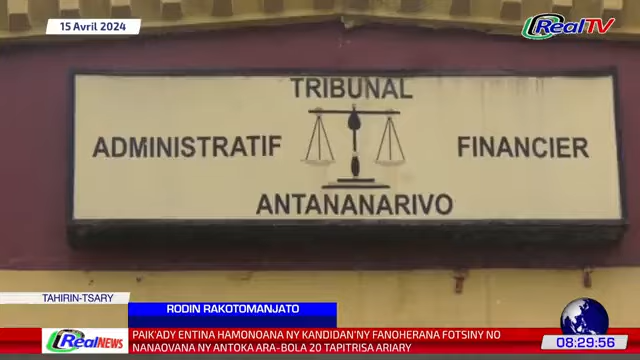 15 Avril 2024
RealTV
TRIBUNAL
ADMINISTRATIF FINANCIER
ANTANANARIVO
TAHIRIN-TSARY
RODIN RAKOTOMANJATO
RealNEWS
PAIK'ADY ENTINA HAMONOANA NY KANDIDAN'NY FANOHERANA FOTSINY NO
NANAOVANA NY ANTOKA ARA-BOLA 20 TAPITRISA ARIARY
08:29:56